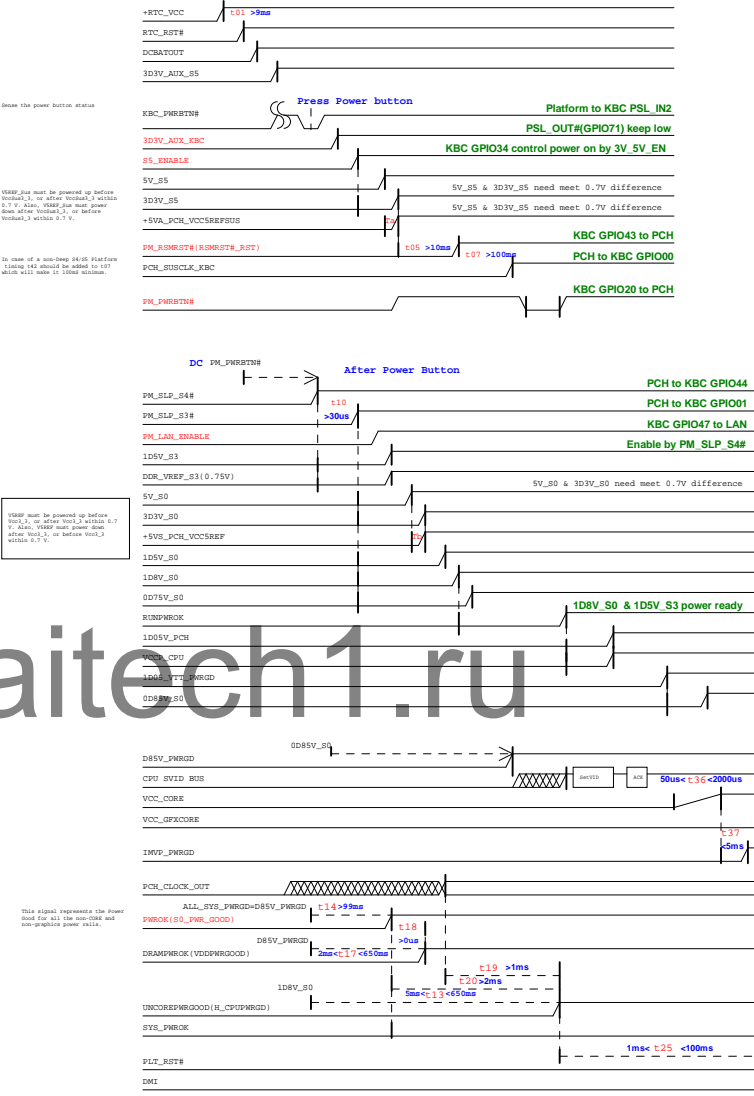 +RTC_VCC
t01 >9ms
RTC_RST#
DCBATOUT
3D3V_AUX_S5
Sense the power button status
Press Power button
KBC_PWRBTN#
Platform to KBC PSL_IN2
3D3V_AUX_KBC
PSL_OUT#(GPIO71) keep low
S5_ENABLE
KBC GPIO34 control power on by 3V_5V_EN
5V_S5
V5REF_Sus must be powered up before
VccSus3_3, or after VccSus3_3 within
0.7 V. Also, V5REF_Sus must power
down after VccSus3_3, or before
VccSus3_3 within 0.7 V.
5V_S5 & 3D3V_S5 need meet 0.7V difference
3D3V_S5
5V_S5 & 3D3V_S5 need meet 0.7V difference
+5VA_PCH_VCC5REFSUS
Ta
KBC GPIO43 to PCH
PM_RSMRST#(RSMRST#_RST)
t05 >10ms
t07 >100ms
In case of a non-Deep S4/S5 Platform
timing t42 should be added to t07
which will make it 100mS minimum.
PCH to KBC GPIO00
PCH_SUSCLK_KBC
KBC GPIO20 to PCH
PM_PWRBTN#
DC PM_PWRBTN#
After Power Button
PCH to KBC GPIO44
PM_SLP_S4#
t10
PCH to KBC GPIO01
PM_SLP_S3#
>30us
KBC GPIO47 to LAN
PM_LAN_ENABLE
Enable by PM_SLP_S4#
1D5V_S3
DDR_VREF_S3(0.75V)
5V_S0 & 3D3V_S0 need meet 0.7V difference
5V_S0
V5REF must be powered up before
Vcc3_3, or after Vcc3_3 within 0.7
V. Also, V5REF must power down
after Vcc3_3, or before Vcc3_3
within 0.7 V.
3D3V_S0
+5VS_PCH_VCC5REF
Tb
1D5V_S0
1D8V_S0
0D75V_S0
1D8V_S0 & 1D5V_S3 power ready
RUNPWROK
1D05V_PCH
VCCP_CPU
1D05_VTT_PWRGD
0D85V_S0
aitech1.ru
0D85V_S0
D85V_PWRGD
CPU SVID BUS
SetVID
ACK
50us< t36 <2000us
VCC_CORE
VCC_GFXCORE
t37
<5ms
IMVP_PWRGD
PCH_CLOCK_OUT
This signal represents the Power
Good for all the non-CORE and
non-graphics power rails.
ALL_SYS_PWRGD=D85V_PWRGD
t14 >99ms
PWROK(S0_PWR_GOOD)
t18
D85V_PWRGD
>0us
DRAMPWROK(VDDPWRGOOD)
2ms< t17 <650ms
t19 >1ms
t20 >2ms
1D8V_S0
5ms< t13 <650ms
UNCOREPWRGOOD(H_CPUPWRGD)
SYS_PWROK
1ms< t25 <100ms
PLT_RST#
DMI